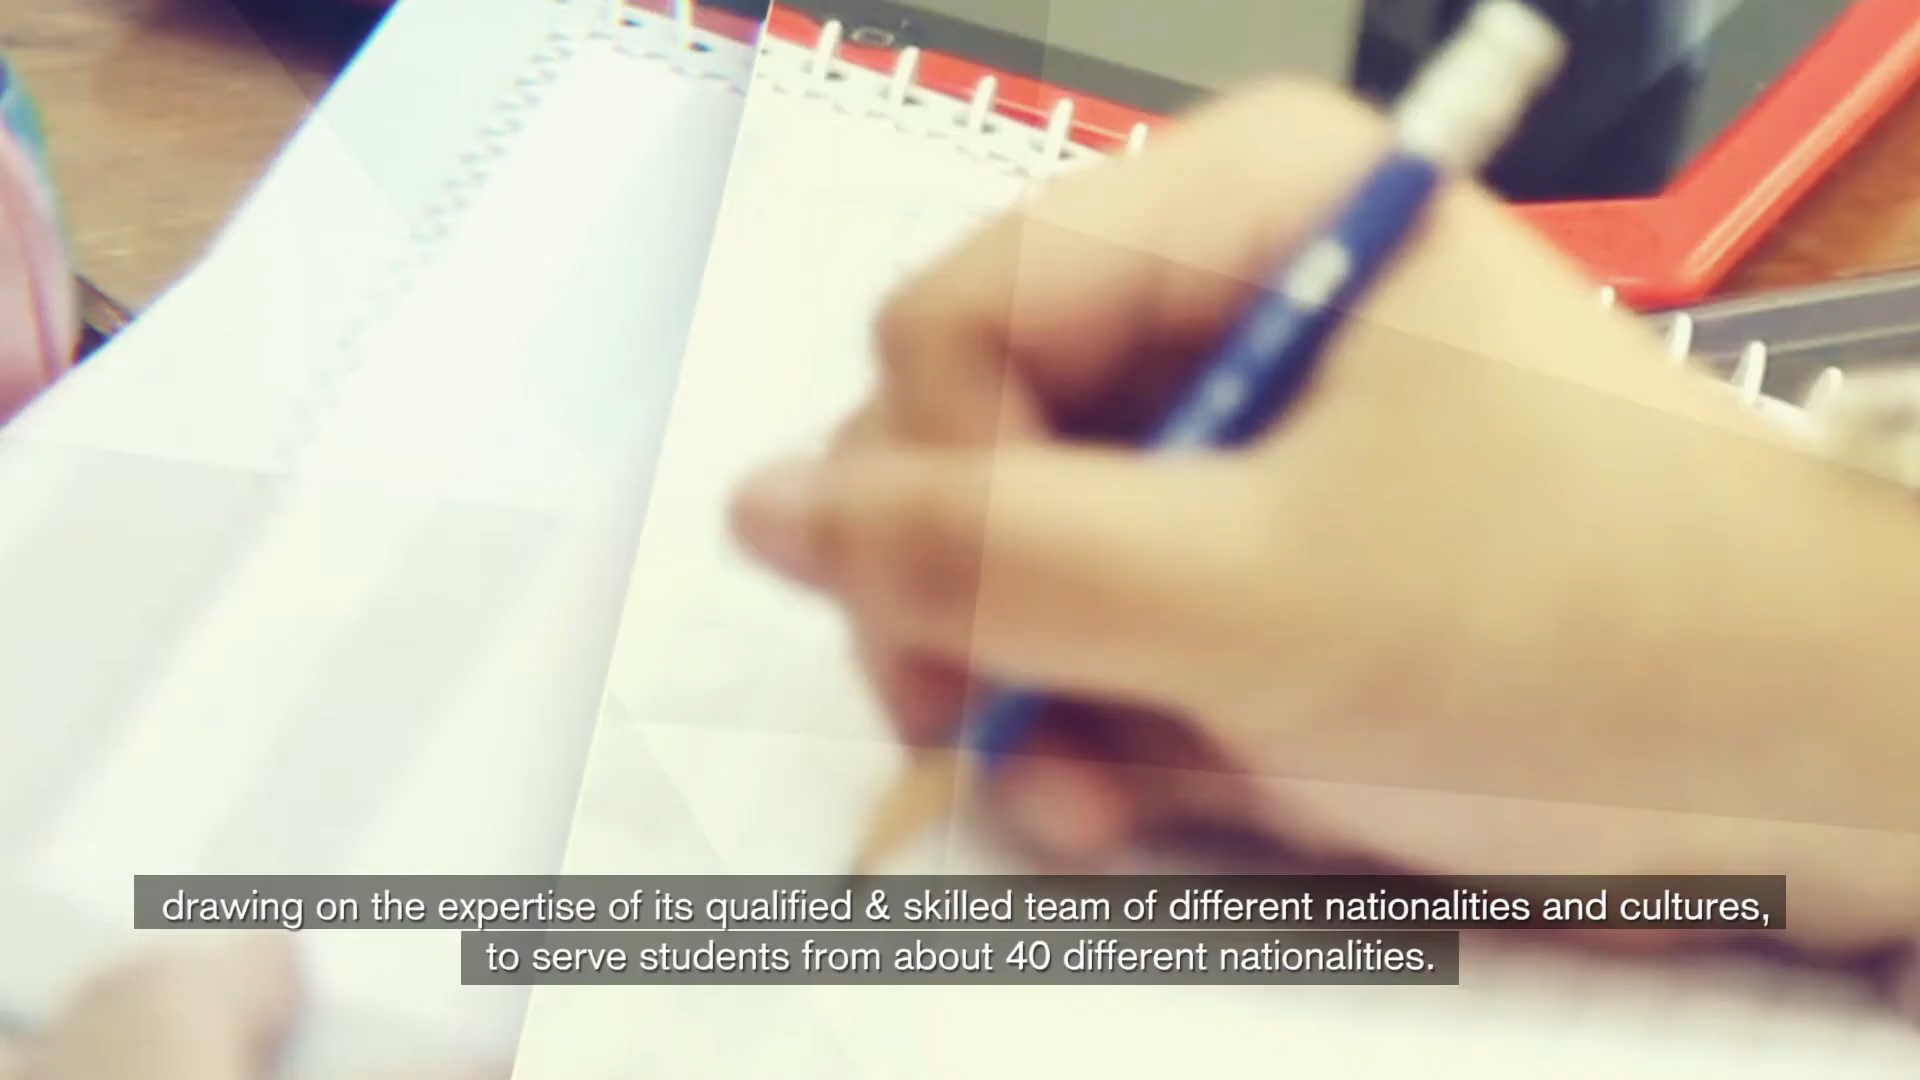 drawing on the expertise of its qualified & skilled team of different nationalities and cultures,
to serve students from about 40 different nationalities.